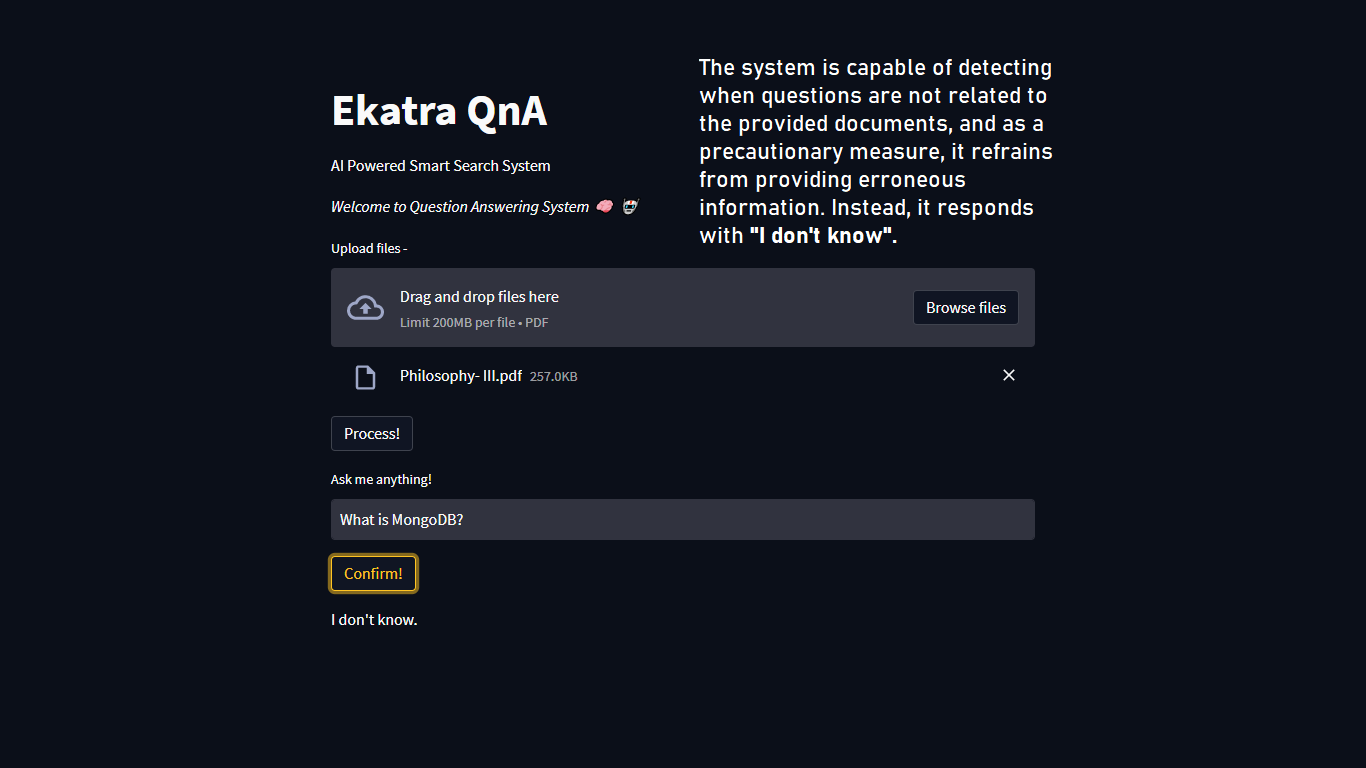 Ekatra QnA
AI Powered Smart Search System
Welcome to Question Answering System
The system is capable of detecting
when questions are not related to
the provided documents, and as a
precautionary measure, it refrains
from providing erroneous
information. Instead, it responds
with "I don't know".
Upload files -
Drag and drop files here
Limit 200MB per file • PDF
Browse files
Philosophy- III.pdf 257.0KB
Process!
Ask me anything!
What is MongoDB?
Confirm!
I don't know.